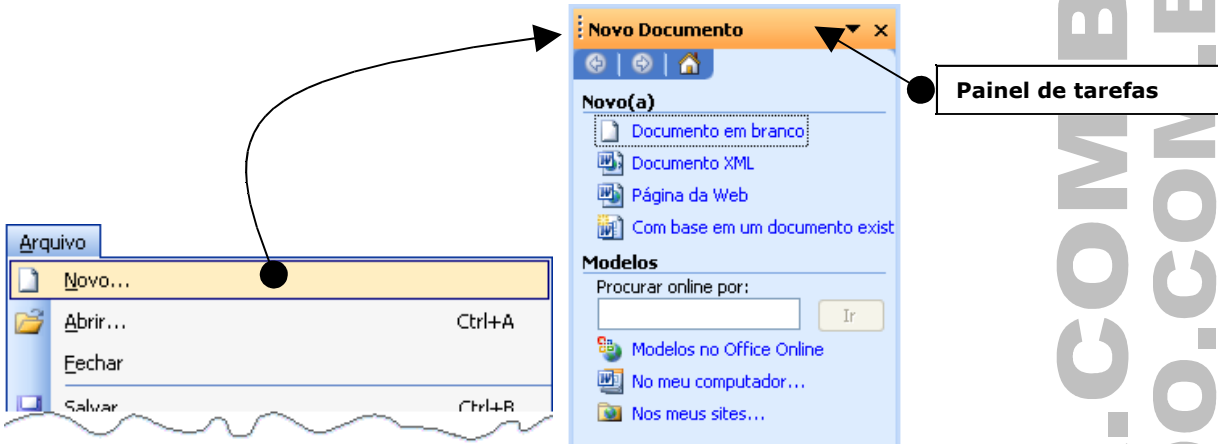 Novo Documento
Painel de tarefas
Novo(a)
Documento em branco
Documento XML
Página da Web
Com base em um documento exist
Modelos
Procurar online por:
Ir
Modelos no Office Online
No meu computador...
Nos meus sites...
Arquivo
Novo...
Abrir... Ctrl+A
Fechar
Salvar Ctrl+B
.COM.B
O.COM.B